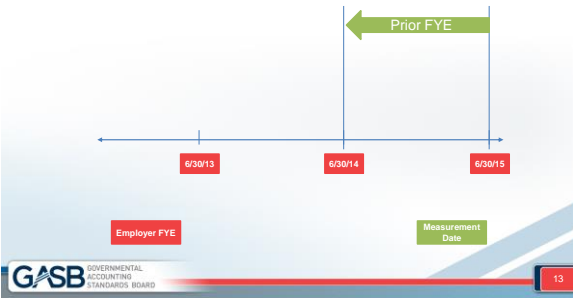 Prior FYE
6/30/13
6/30/14
6/30/15
Employer FYE
Measurement
Date
GASB
GOVERNMENTAL
ACCOUNTING
STANDARDS BOARD
13